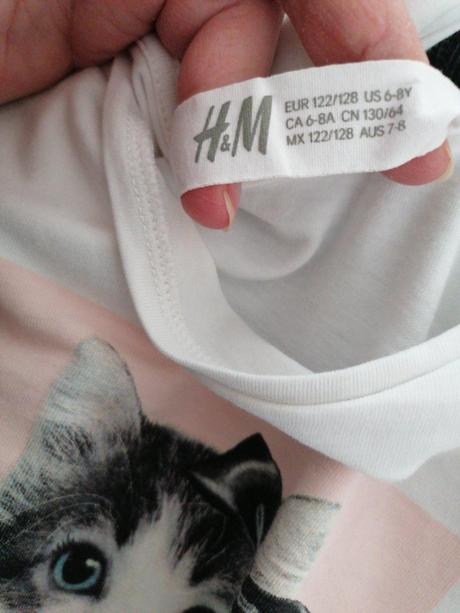 H&M
EUR 122/128 US 6-8Y
CA 6-8A CN 130/64
MX 122/128 AUS 7-8